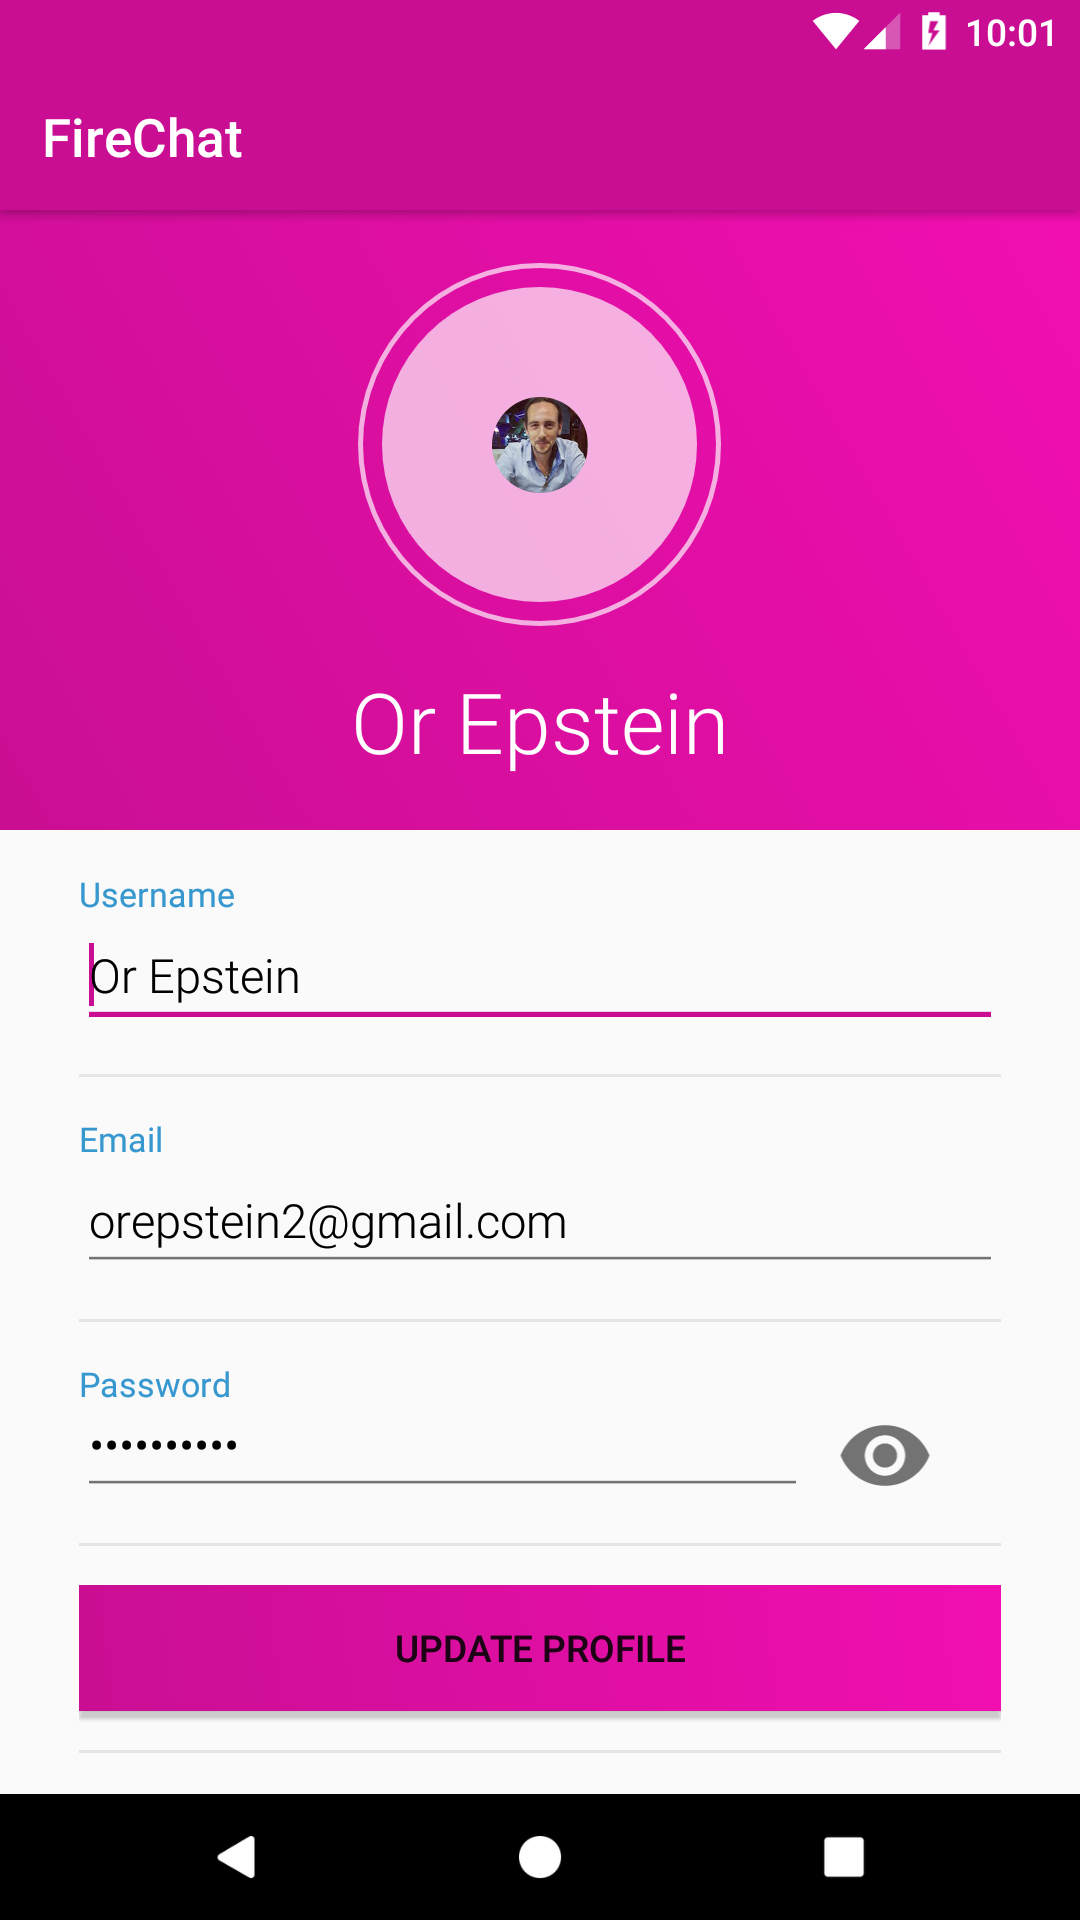 10:01
FireChat
Or Epstein
Username
Or Epstein
Email
orepstein2@gmail.com
Password
••••••••••
UPDATE PROFILE